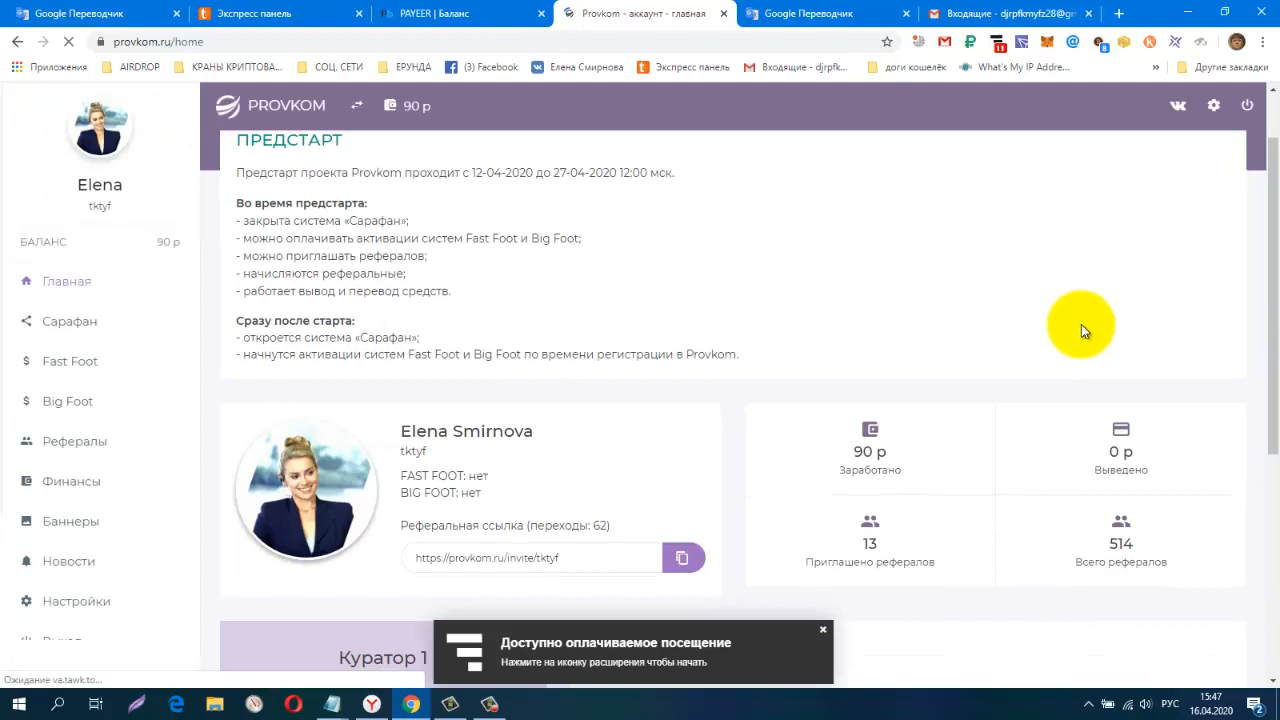 Google Переводчик
Экспресс панель
PAYEER | Баланс
Provkom - аккаунт - главная
Google Переводчик
Входящие - djrpfkmyfz28@gm
provkom.ru/home
11
8
Приложения
AIRDROP
КРАНЫ КРИПТОВА...
СОЦ. СЕТИ
ЕРУНДА
(3) Facebook
Елена Смирнова
Экспресс панель
Входящие - djrpfk...
доги кошелёк
What's My IP Addre...
»
Другие закладки
PROVKOM
90 р
Elena
tktyf
БАЛАНС 90 р
Главная
Сарафан
Fast Foot
Big Foot
Рефералы
Финансы
Баннеры
Новости
Настройки
ПРЕДСТАРТ
Предстарт проекта Provkom проходит с 12-04-2020 до 27-04-2020 12:00 мск.
Во время предстарта:
- закрыта система «Сарафан»;
- можно оплачивать активации систем Fast Foot и Big Foot;
- можно приглашать рефералов;
- начисляются реферальные;
- работает вывод и перевод средств.
Сразу после старта:
- откроется система «Сарафан»;
- начнутся активации систем Fast Foot и Big Foot по времени регистрации в Provkom.
Elena Smirnova
tktyf
FAST FOOT: нет
BIG FOOT: нет
Реферальная ссылка (переходы: 62)
https://provkom.ru/invite/tktyf
90 р
Заработано
0 р
Выведено
13
Приглашено рефералов
514
Всего рефералов
Куратор 1
Доступно оплачиваемое посещение
Нажмите на иконку расширения чтобы начать
Ожидание va.tawk.to...
РУС
15:47
16.04.2020
2